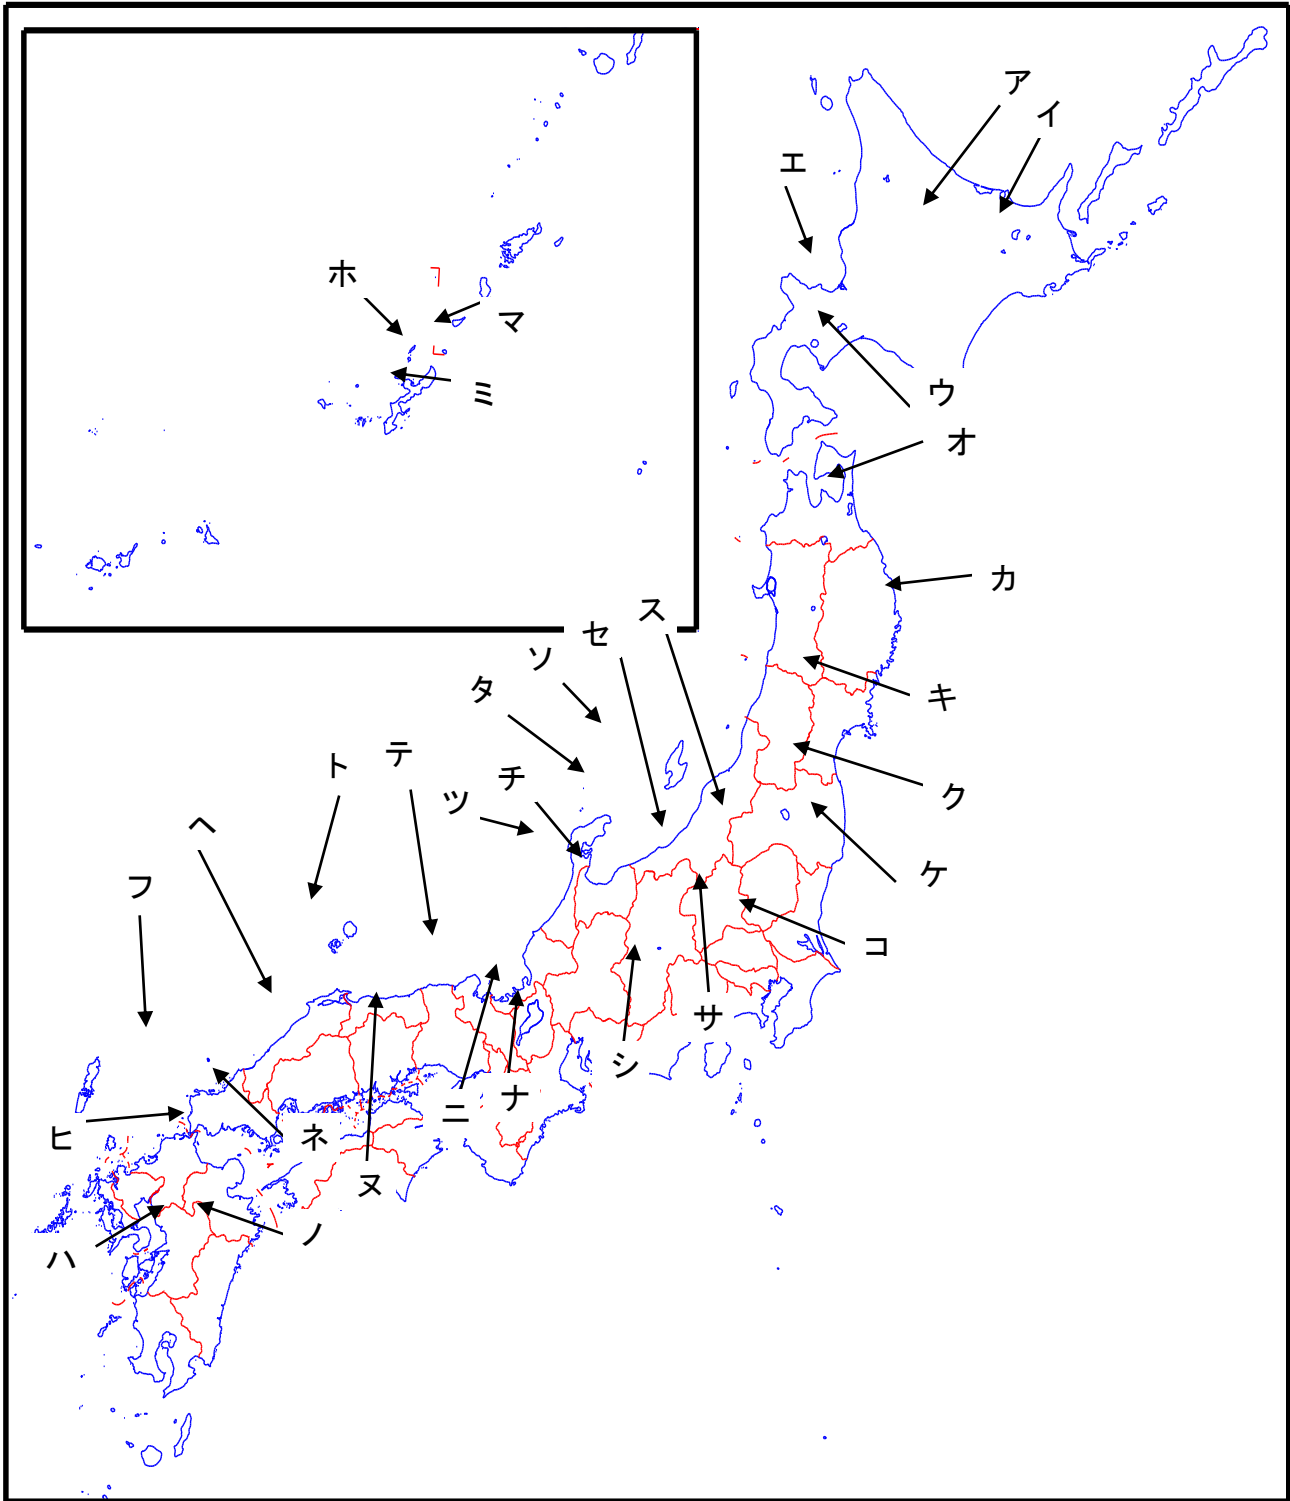 ア
イ
エ
ホ
マ
ミ
ウ
オ
カ
ス
セ
ソ
タ
キ
テ
ト
チ
ツ
ク
ヘ
ケ
フ
コ
サ
シ
ナ
ニ
ネ
ヒ
ヌ
ノ
ハ